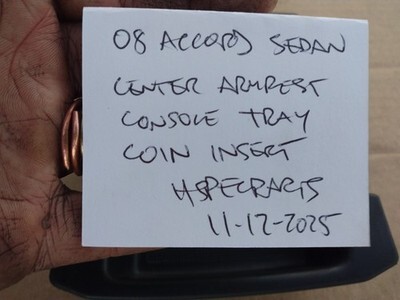 08 ACCORD SEDAN
CENTER ARMREST
CONSOLE TRAY
COIN INSERT
HSPECPARTS
11-12-2025